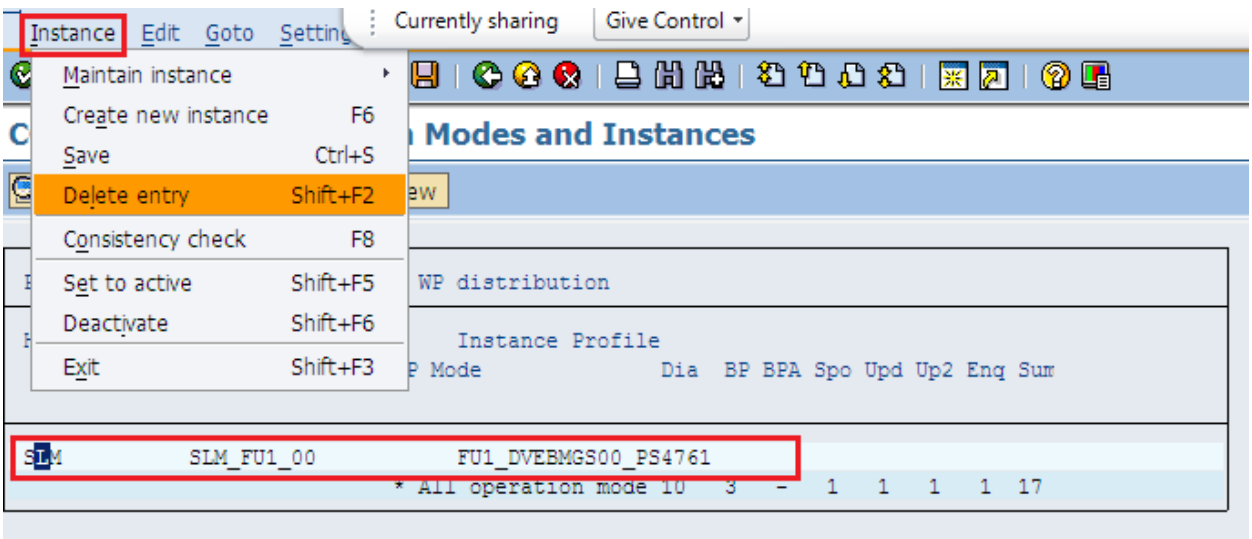 Instance Edit Goto Setting Currently sharing Give Control
Maintain instance
Create new instance F6
Modes and Instances
Save Ctrl+S
Delete entry Shift+F2
ew
Consistency check F8
Set to active Shift+F5 WP distribution
Deactivate Shift+F6
Instance Profile
Exit Shift+F3 P Mode Dia BP BPA Spo Upd Up2 Enq Sum
SLM SLM_FU1_00 FU1_DVEBMGS00_PS4761
* All operation mode 10 3 - 1 1 1 1 17